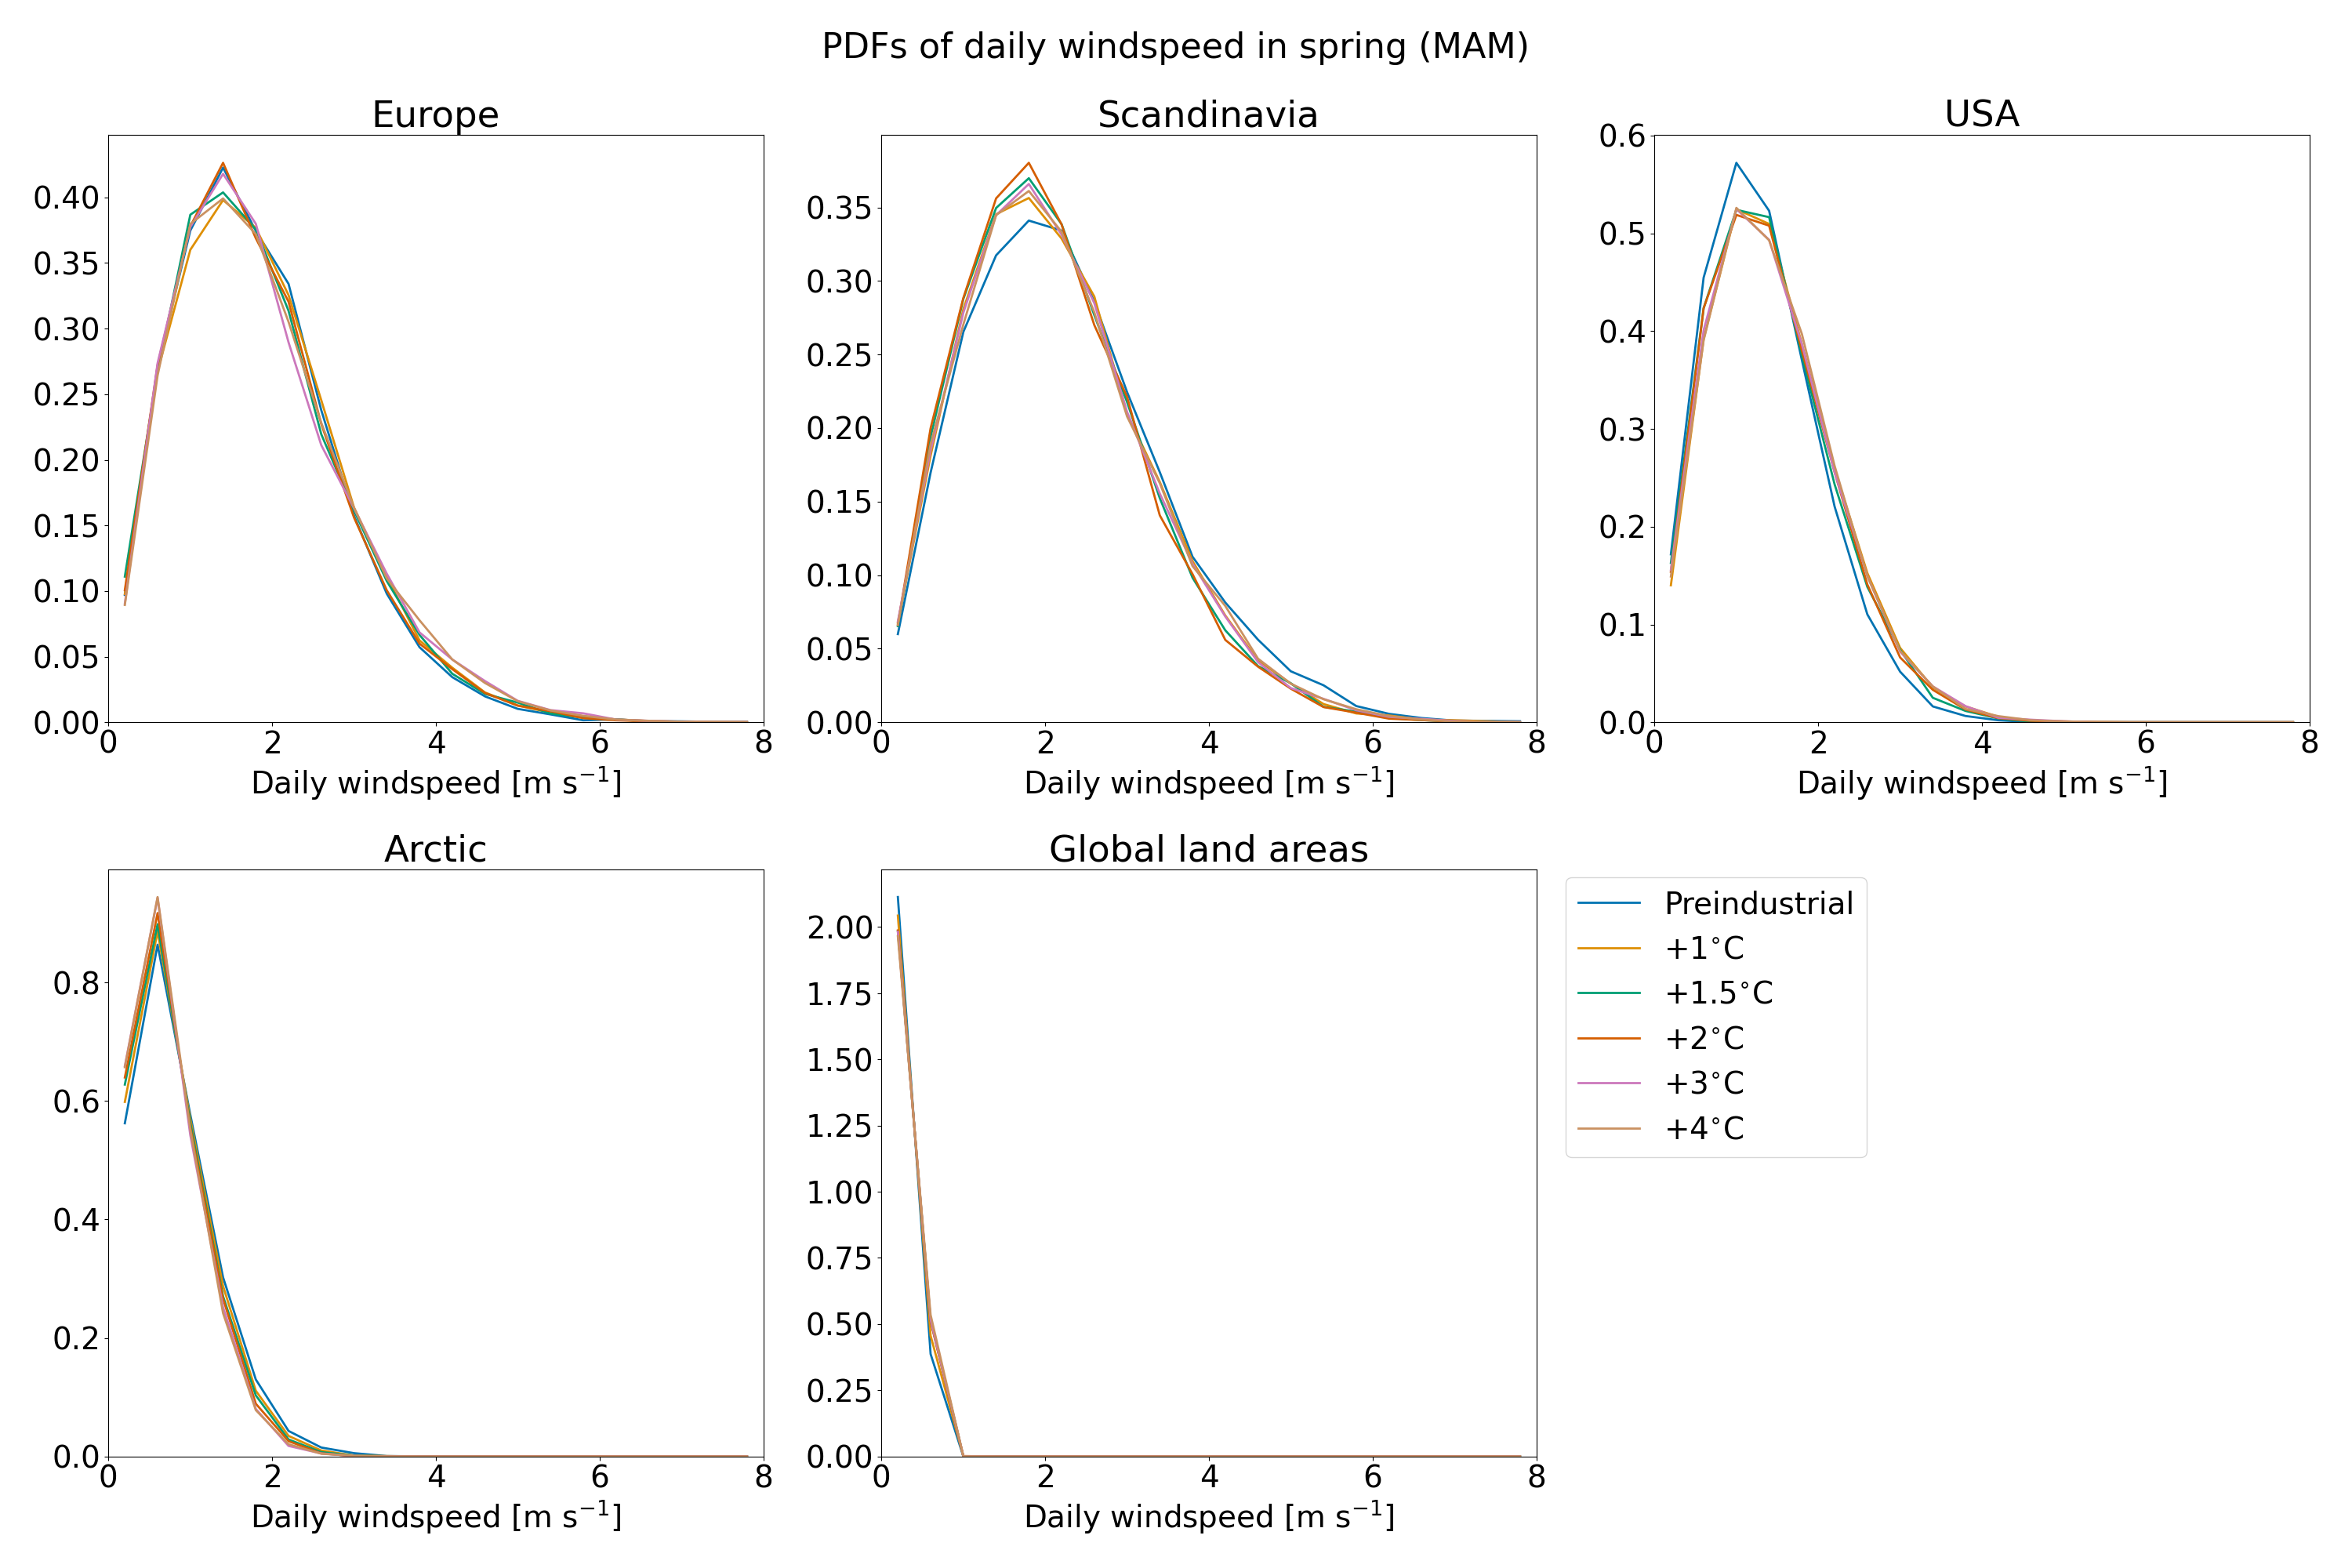 PDFs of daily windspeed in spring (MAM)
Europe
0.40
0.35
0.30
0.25
0.20
0.15
0.10
0.05
0.00
0 2 4 6 8
Daily windspeed [m s⁻¹]
Scandinavia
0.35
0.30
0.25
0.20
0.15
0.10
0.05
0.00
0 2 4 6 8
Daily windspeed [m s⁻¹]
USA
0.6
0.5
0.4
0.3
0.2
0.1
0.0
0 2 4 6 8
Daily windspeed [m s⁻¹]
Arctic
0.8
0.6
0.4
0.2
0.0
0 2 4 6 8
Daily windspeed [m s⁻¹]
Global land areas
2.00
1.75
1.50
1.25
1.00
0.75
0.50
0.25
0.00
0 2 4 6 8
Daily windspeed [m s⁻¹]
Preindustrial
+1°C
+1.5°C
+2°C
+3°C
+4°C